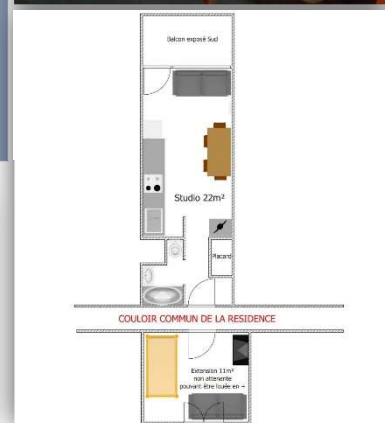 Balcon exposé Sud
Studio 22m²
Placard
COULOIR COMMUN DE LA RESIDENCE
Extension 11m²
non attenante
pouvant être louée en +